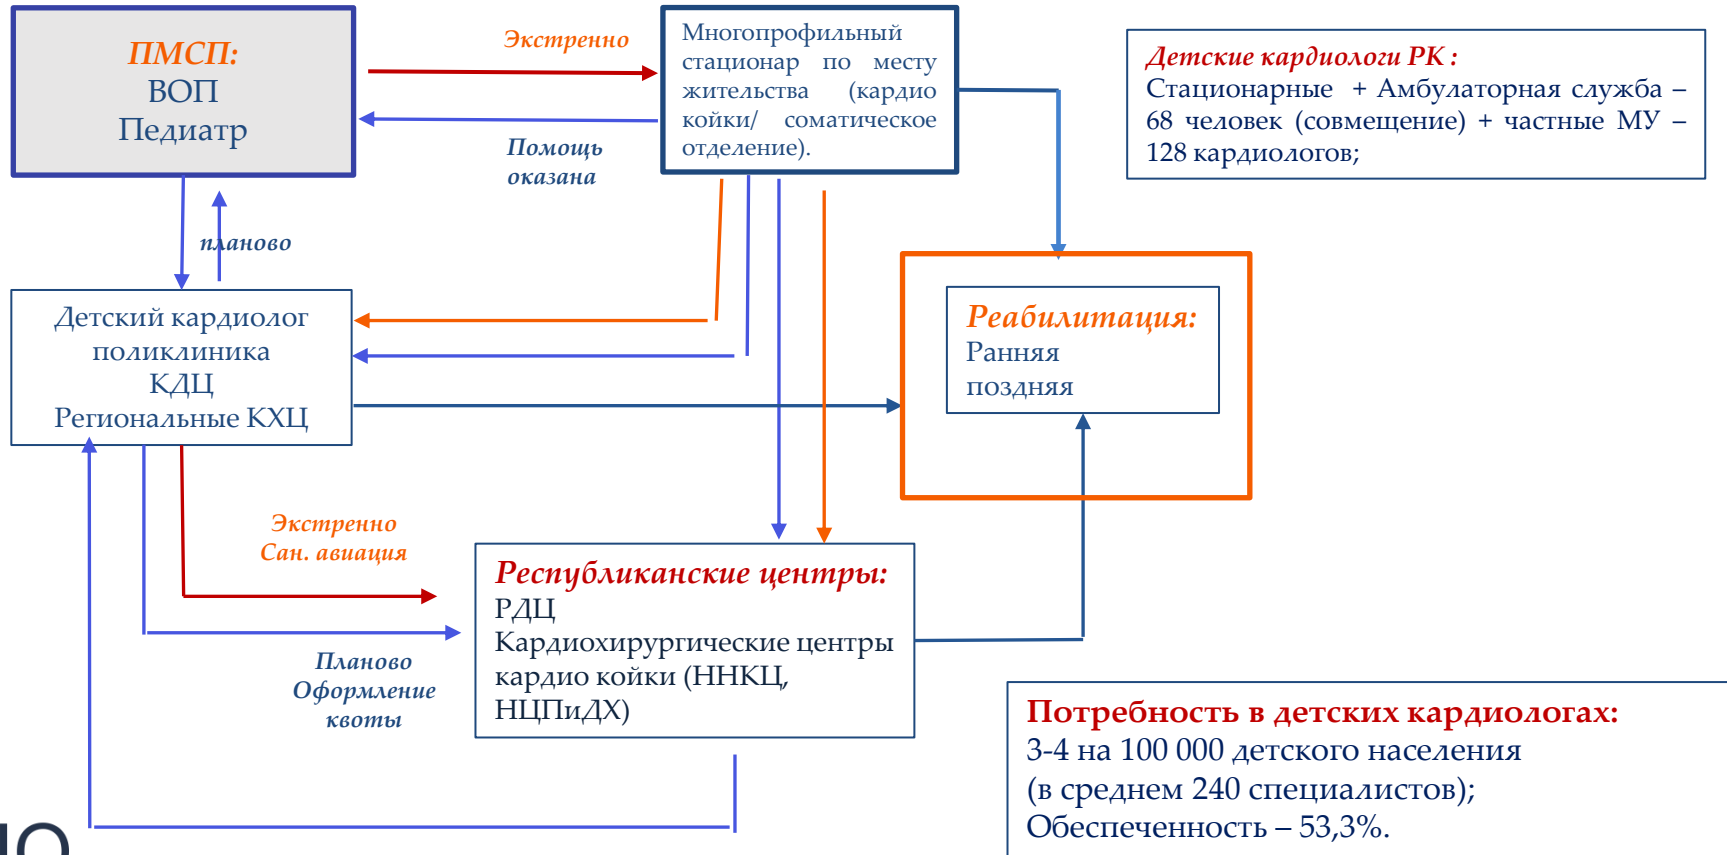 ПМСП:
ВОП
Педиатр
Экстренно
Помощь
оказана
Многопрофильный
стационар по месту
жительства (кардио
койки/ соматическое
отделение).
Детские кардиологи РК :
Стационарные + Амбулаторная служба –
68 человек (совмещение) + частные МУ –
128 кардиологов;
планово
Детский кардиолог
поликлиника
КДЦ
Региональные КХЦ
Реабилитация:
Ранняя
поздняя
Экстренно
Сан. авиация
Планово
Оформление
квоты
Республиканские центры:
РДЦ
Кардиохирургические центры
кардио койки (ННКЦ,
НЦПиДХ)
Потребность в детских кардиологах:
3-4 на 100 000 детского населения
(в среднем 240 специалистов);
Обеспеченность – 53,3%.